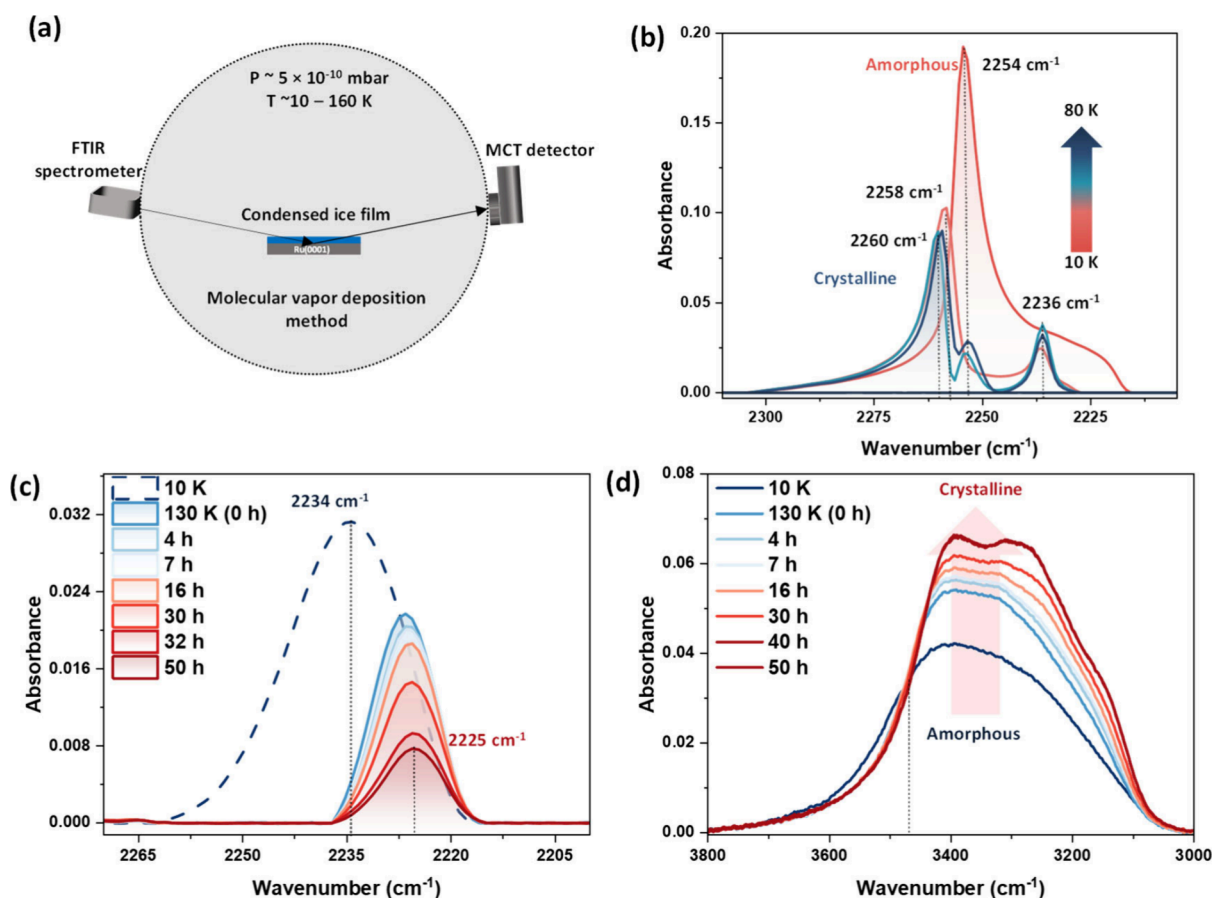 (a)
P ~ 5 × 10⁻¹⁰ mbar
T ~10 – 160 K
FTIR
spectrometer
MCT detector
Condensed ice film
Ru(0001)
Molecular vapor deposition
method
(b)
Amorphous
2254 cm⁻¹
80 K
2258 cm⁻¹
2260 cm⁻¹
Crystalline
10 K
2236 cm⁻¹
0.20
0.15
0.10
0.05
0.00
Absorbance
2300
2275
2250
2225
Wavenumber (cm⁻¹)
(c)
10 K
130 K (0 h)
4 h
7 h
16 h
30 h
32 h
50 h
2234 cm⁻¹
2225 cm⁻¹
0.032
0.024
0.016
0.008
0.000
Absorbance
2265
2250
2235
2220
2205
Wavenumber (cm⁻¹)
(d)
10 K
130 K (0 h)
4 h
7 h
16 h
30 h
40 h
50 h
Crystalline
Amorphous
0.08
0.06
0.04
0.02
0.00
Absorbance
3800
3600
3400
3200
3000
Wavenumber (cm⁻¹)